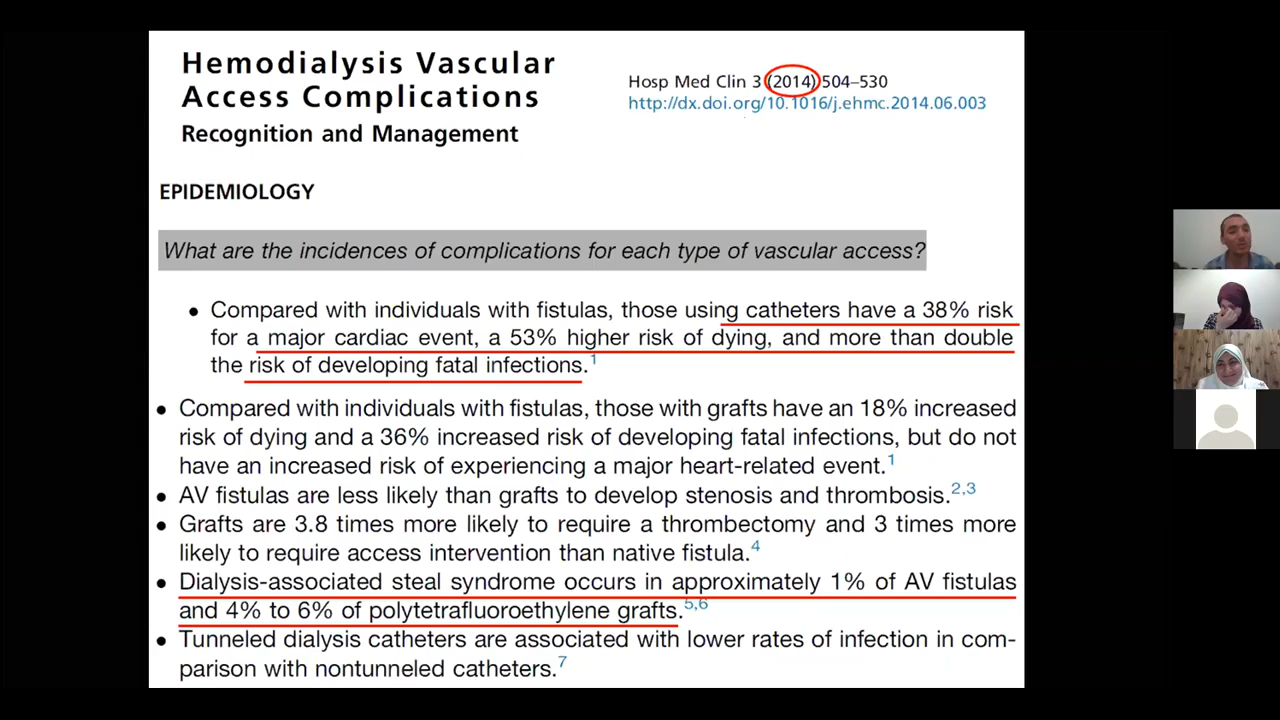 Hemodialysis Vascular
Access Complications
Recognition and Management
Hosp Med Clin 3 (2014) 504–530
http://dx.doi.org/10.1016/j.ehmc.2014.06.003
EPIDEMIOLOGY
What are the incidences of complications for each type of vascular access?
• Compared with individuals with fistulas, those using catheters have a 38% risk
for a major cardiac event, a 53% higher risk of dying, and more than double
the risk of developing fatal infections.1
• Compared with individuals with fistulas, those with grafts have an 18% increased
risk of dying and a 36% increased risk of developing fatal infections, but do not
have an increased risk of experiencing a major heart-related event.1
• AV fistulas are less likely than grafts to develop stenosis and thrombosis.2,3
• Grafts are 3.8 times more likely to require a thrombectomy and 3 times more
likely to require access intervention than native fistula.4
• Dialysis-associated steal syndrome occurs in approximately 1% of AV fistulas
and 4% to 6% of polytetrafluoroethylene grafts.5,6
• Tunneled dialysis catheters are associated with lower rates of infection in com-
parison with nontunneled catheters.7